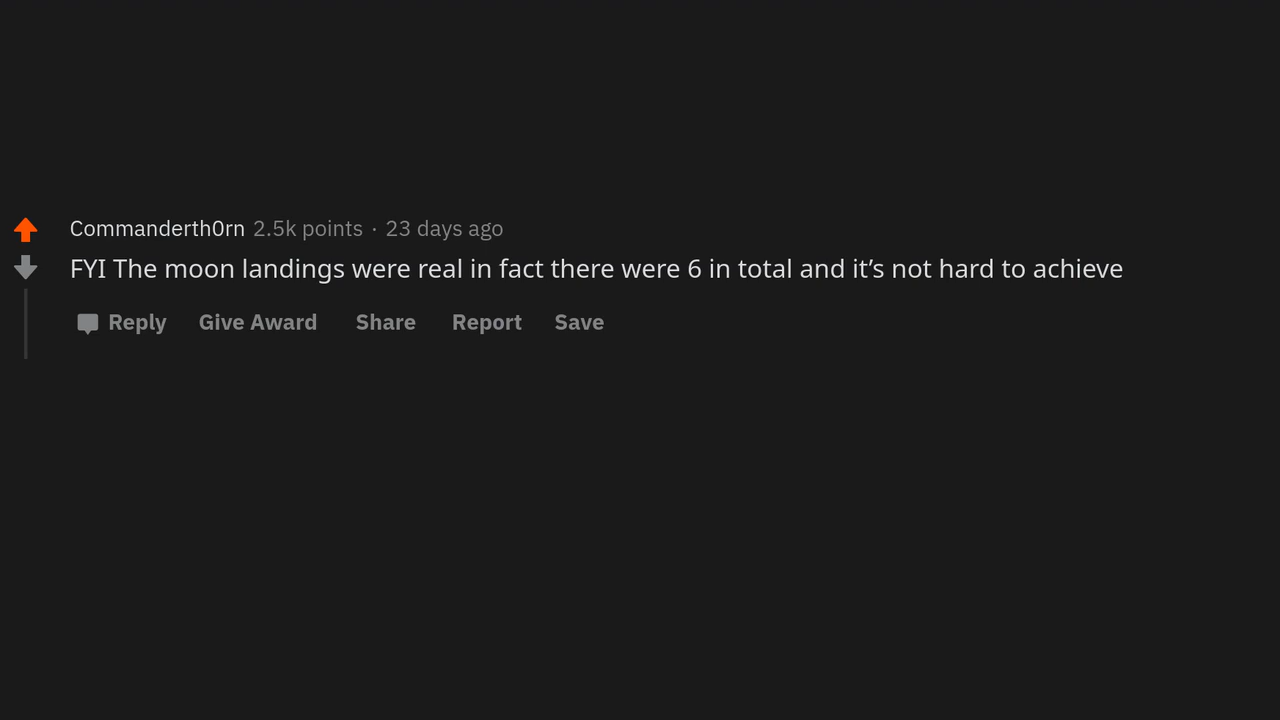 Commanderth0rn 2.5k points · 23 days ago
FYI The moon landings were real in fact there were 6 in total and it’s not hard to achieve
Reply Give Award Share Report Save